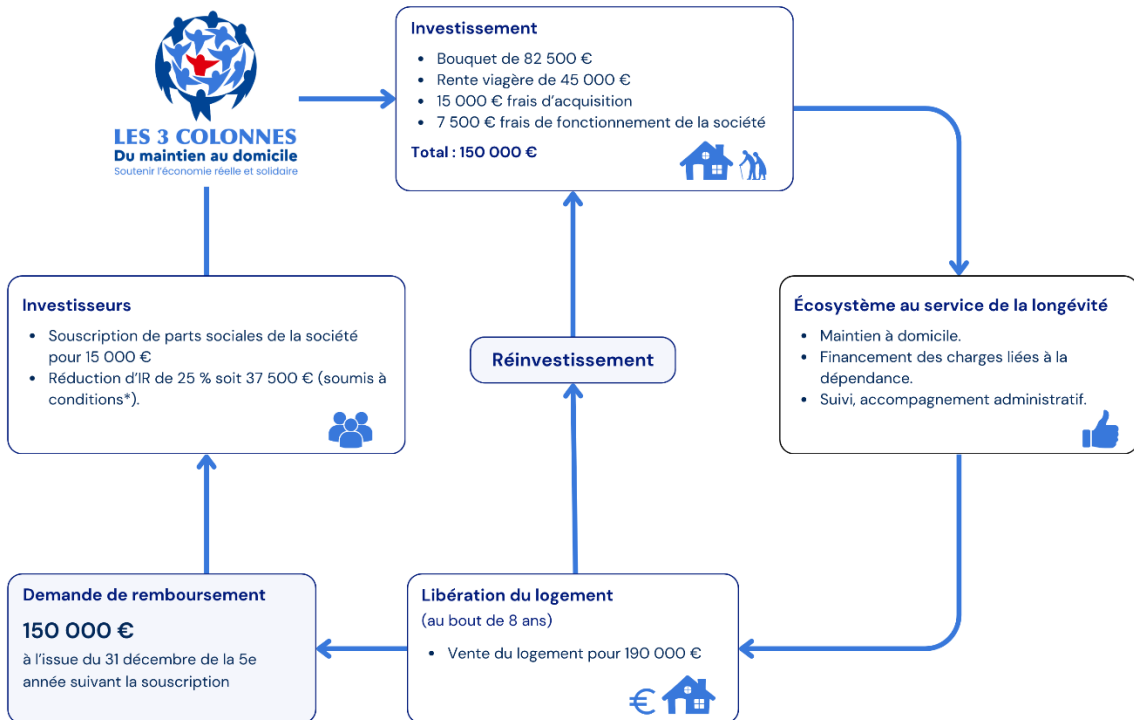 LES 3 COLONNES
Du maintien au domicile
Soutenir l'économie réelle et solidaire
Investissement
• Bouquet de 82 500 €
• Rente viagère de 45 000 €
• 15 000 € frais d'acquisition
• 7 500 € frais de fonctionnement de la société
Total : 150 000 €
Investisseurs
• Souscription de parts sociales de la société
pour 15 000 €
• Réduction d'IR de 25 % soit 37 500 € (soumis à
conditions*).
Réinvestissement
Écosystème au service de la longévité
• Maintien à domicile.
• Financement des charges liées à la
dépendance.
• Suivi, accompagnement administratif.
Demande de remboursement
150 000 €
à l'issue du 31 décembre de la 5e
année suivant la souscription
Libération du logement
(au bout de 8 ans)
• Vente du logement pour 190 000 €
€